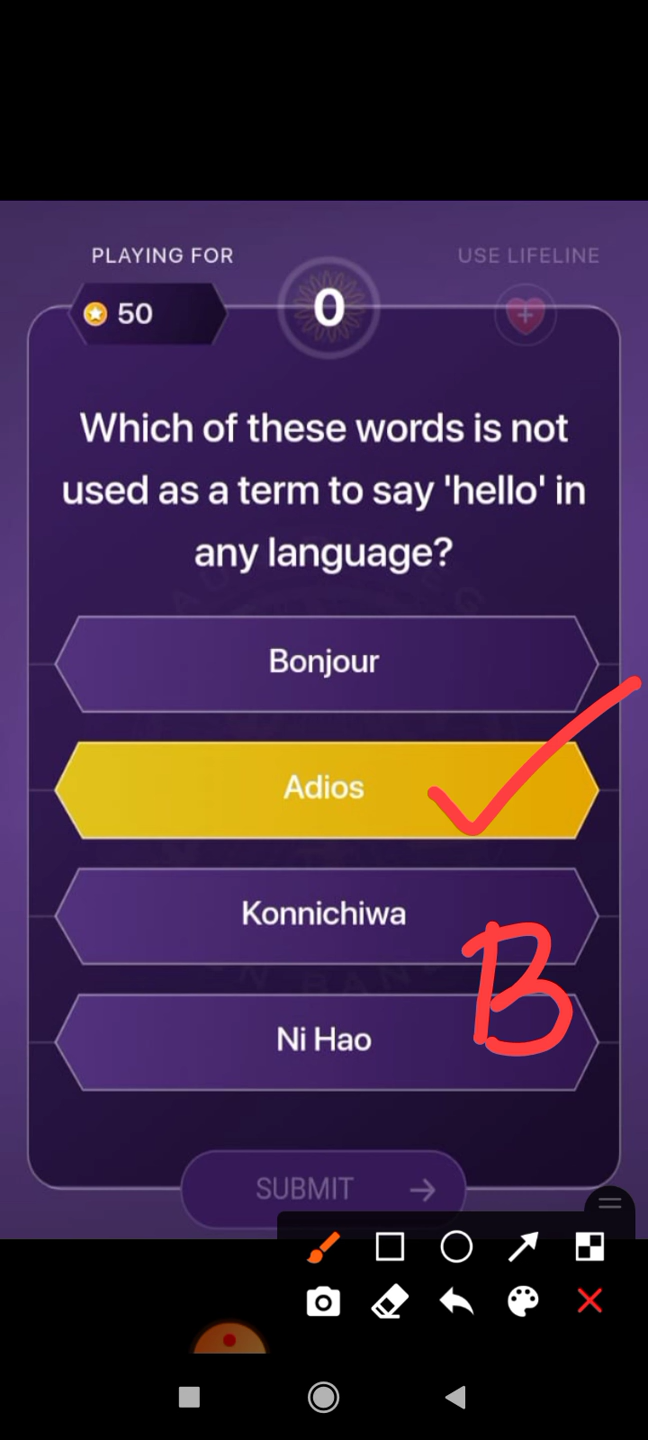 PLAYING FOR
USE LIFELINE
50
0
Which of these words is not
used as a term to say 'hello' in
any language?
Bonjour
Adios
Konnichiwa
B
Ni Hao
SUBMIT